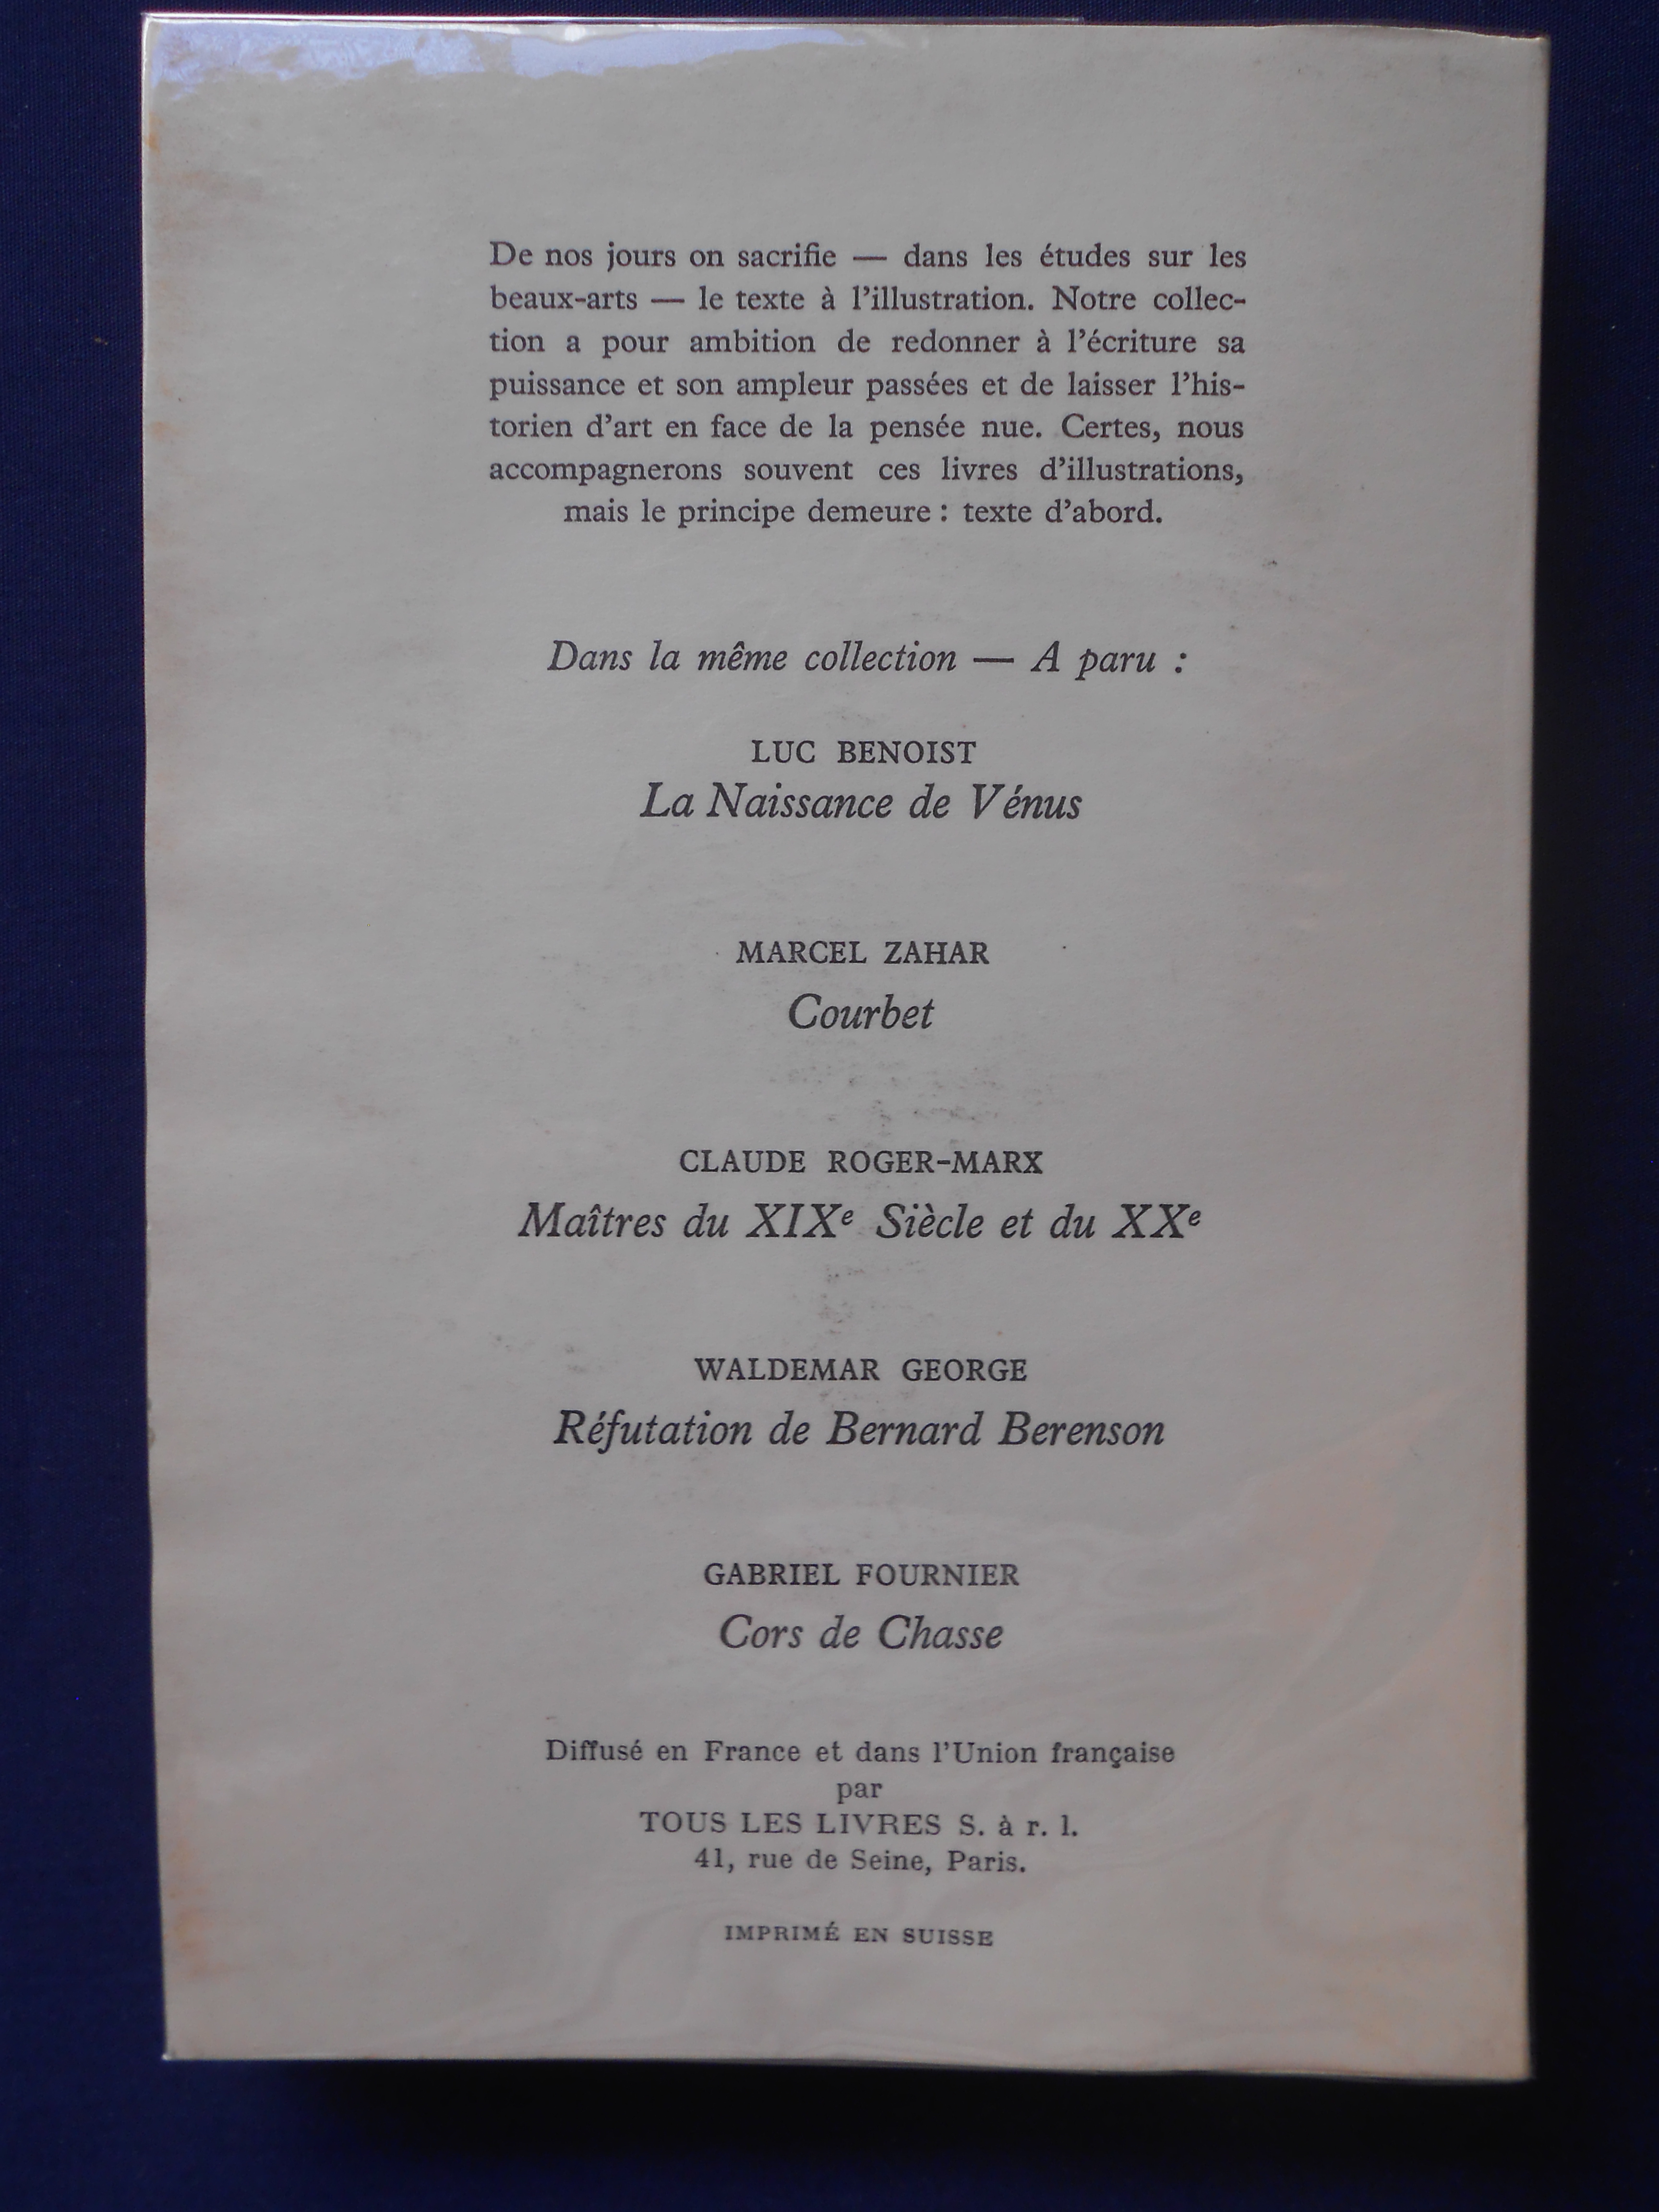 De nos jours on sacrifie — dans les études sur les
beaux-arts — le texte à l'illustration. Notre collec-
tion a pour ambition de redonner à l'écriture sa
puissance et son ampleur passées et de laisser l'his-
torien d'art en face de la pensée nue. Certes, nous
accompagnerons souvent ces livres d'illustrations,
mais le principe demeure : texte d'abord.
Dans la même collection — A paru :
LUC BENOIST
La Naissance de Vénus
MARCEL ZAHAR
Courbet
CLAUDE ROGER-MARX
Maîtres du XIXe Siècle et du XXe
WALDEMAR GEORGE
Réfutation de Bernard Berenson
GABRIEL FOURNIER
Cors de Chasse
Diffusé en France et dans l'Union française
par
TOUS LES LIVRES S. à r. l.
41, rue de Seine, Paris.
IMPRIMÉ EN SUISSE